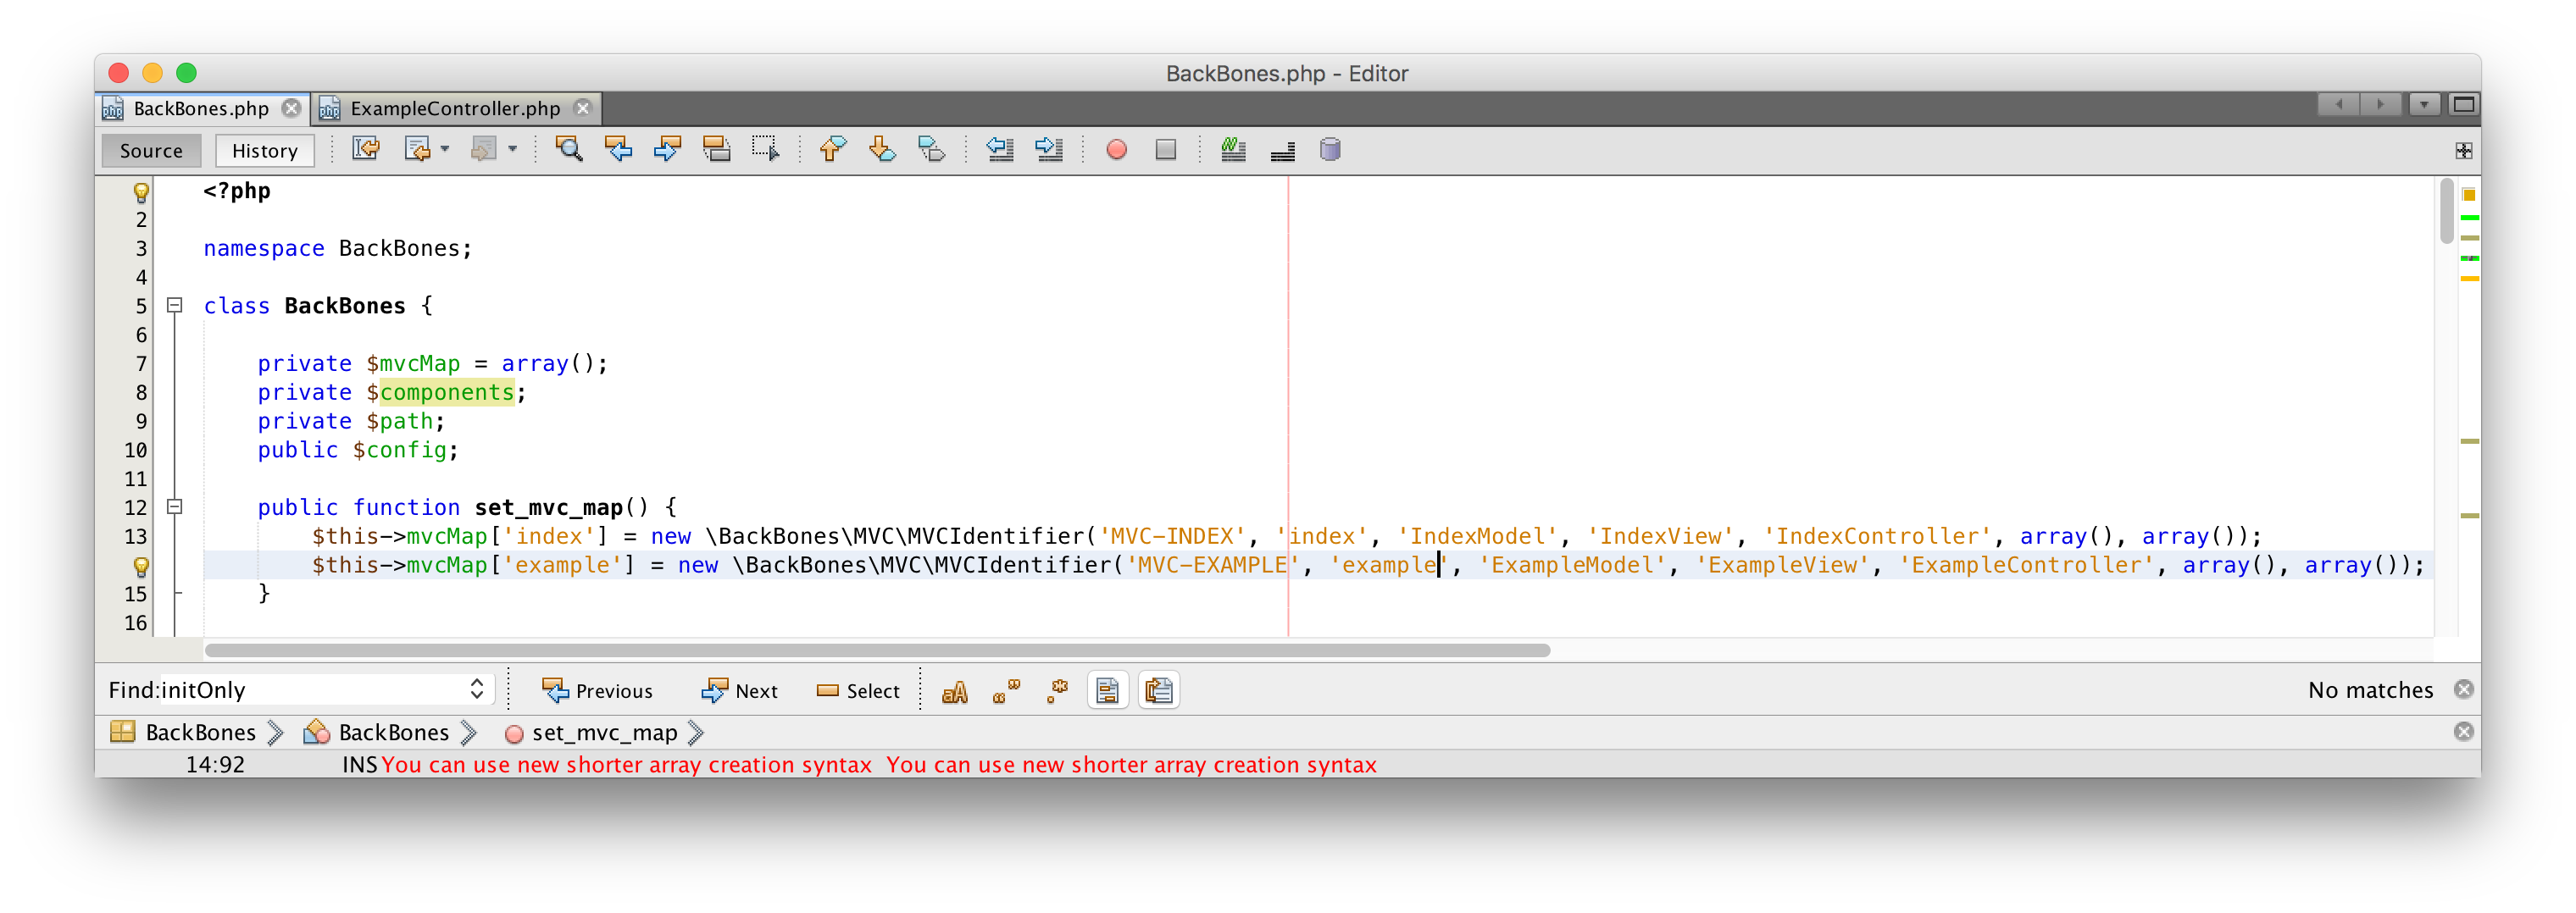 BackBones.php - Editor
BackBones.php ExampleController.php
Source History
<?php
2
3 namespace BackBones;
4
5 class BackBones {
6
7 private $mvcMap = array();
8 private $components;
9 private $path;
10 public $config;
11
12 public function set_mvc_map() {
13 $this->mvcMap['index'] = new \BackBones\MVC\MVCIdentifier('MVC-INDEX', 'index', 'IndexModel', 'IndexView', 'IndexController', array(), array());
$this->mvcMap['example'] = new \BackBones\MVC\MVCIdentifier('MVC-EXAMPLE', 'example', 'ExampleModel', 'ExampleView', 'ExampleController', array(), array());
15 }
16
Find: initOnly Previous Next Select aA No matches
BackBones BackBones set_mvc_map
14:92 INS You can use new shorter array creation syntax You can use new shorter array creation syntax